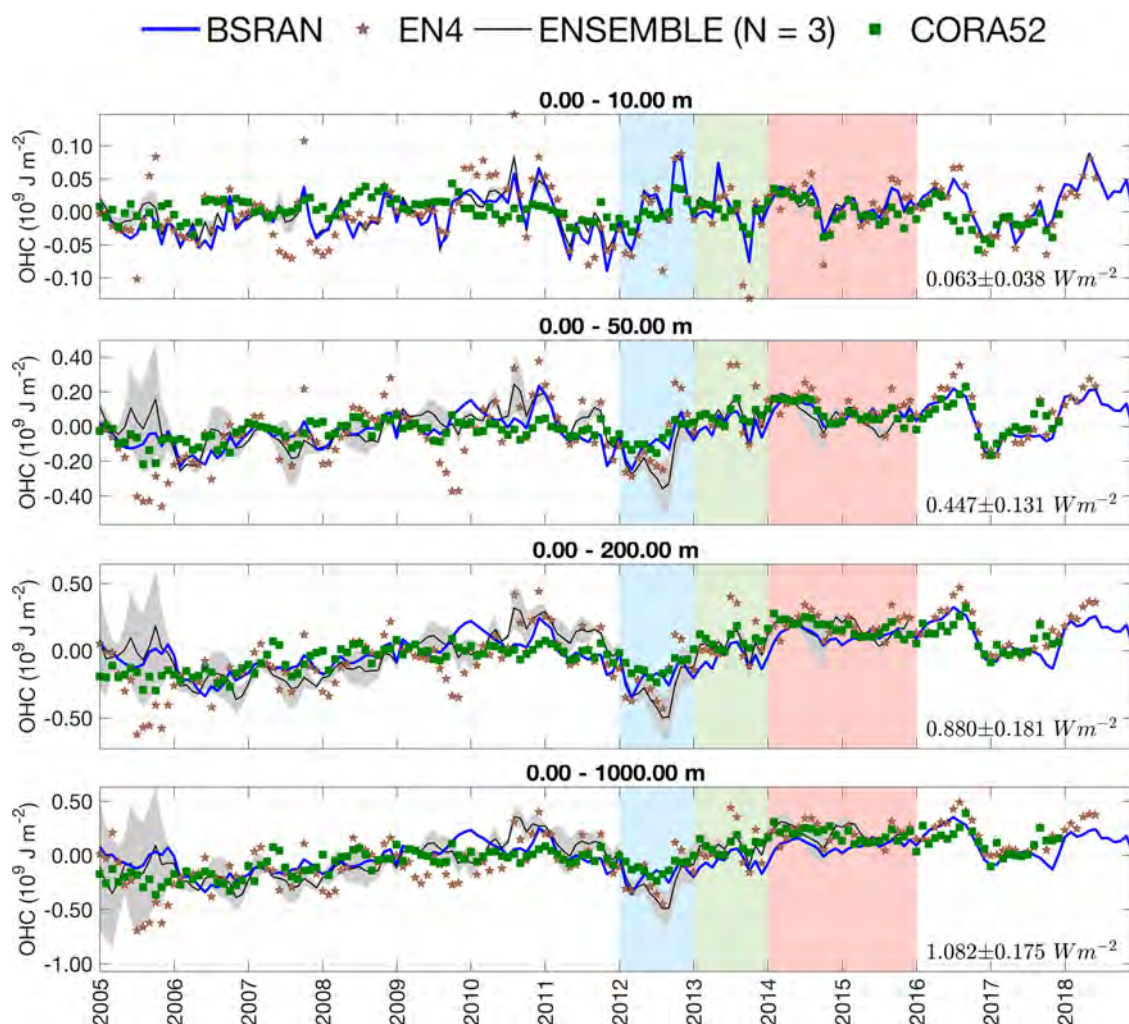 BSRAN EN4 ENSEMBLE (N = 3) CORA52
0.00 - 10.00 m
OHC (10⁹ J m⁻²)
0.10
0.05
0.00
-0.05
-0.10
0.063±0.038 Wm⁻²
0.00 - 50.00 m
OHC (10⁹ J m⁻²)
0.40
0.20
0.00
-0.20
-0.40
0.447±0.131 Wm⁻²
0.00 - 200.00 m
OHC (10⁹ J m⁻²)
0.50
0.00
-0.50
0.880±0.181 Wm⁻²
0.00 - 1000.00 m
OHC (10⁹ J m⁻²)
0.50
0.00
-0.50
-1.00
1.082±0.175 Wm⁻²
2005 2006 2007 2008 2009 2010 2011 2012 2013 2014 2015 2016 2017 2018